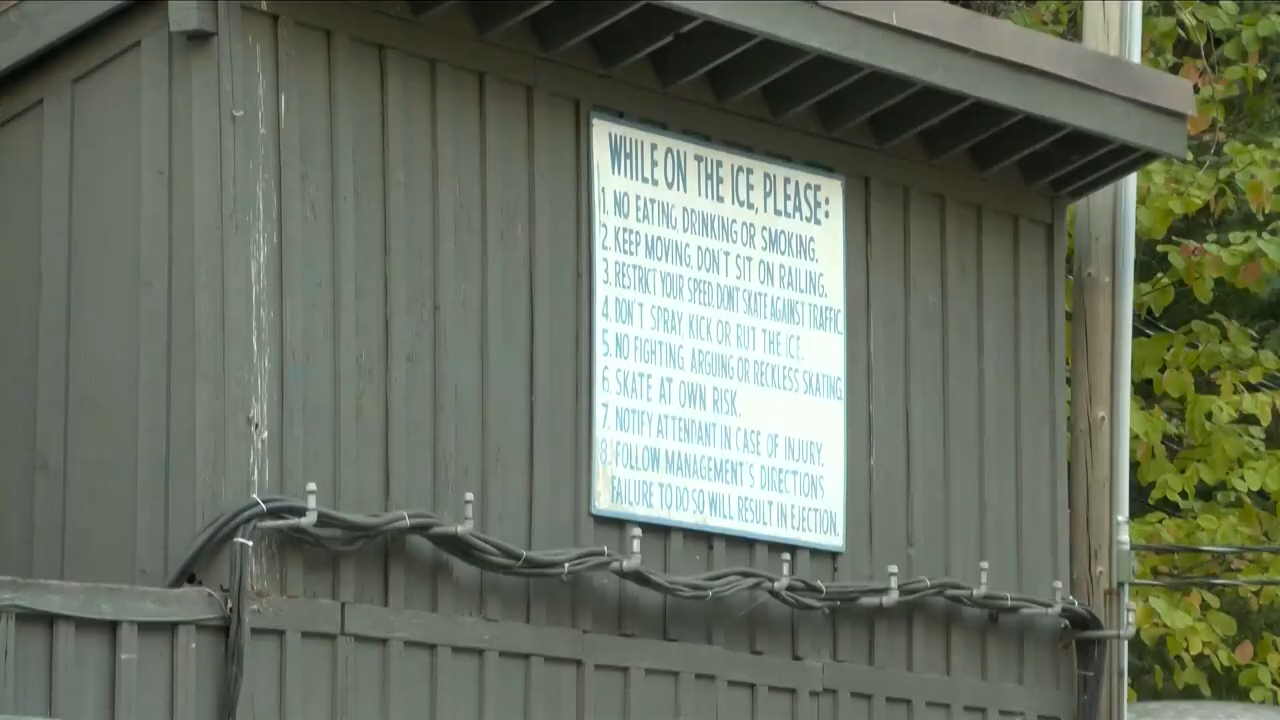 WHILE ON THE ICE, PLEASE:
1. NO EATING, DRINKING OR SMOKING.
2. KEEP MOVING, DON'T SIT ON RAILING.
3. RESTRICT YOUR SPEED, DONT SKATE AGAINST TRAFFIC.
4. DON'T SPRAY, KICK OR RUT THE ICE.
5. NO FIGHTING, ARGUING OR RECKLESS SKATING.
6. SKATE AT OWN RISK.
7. NOTIFY ATTENDANT IN CASE OF INJURY.
8. FOLLOW MANAGEMENT'S DIRECTIONS
FAILURE TO DO SO WILL RESULT IN EJECTION.